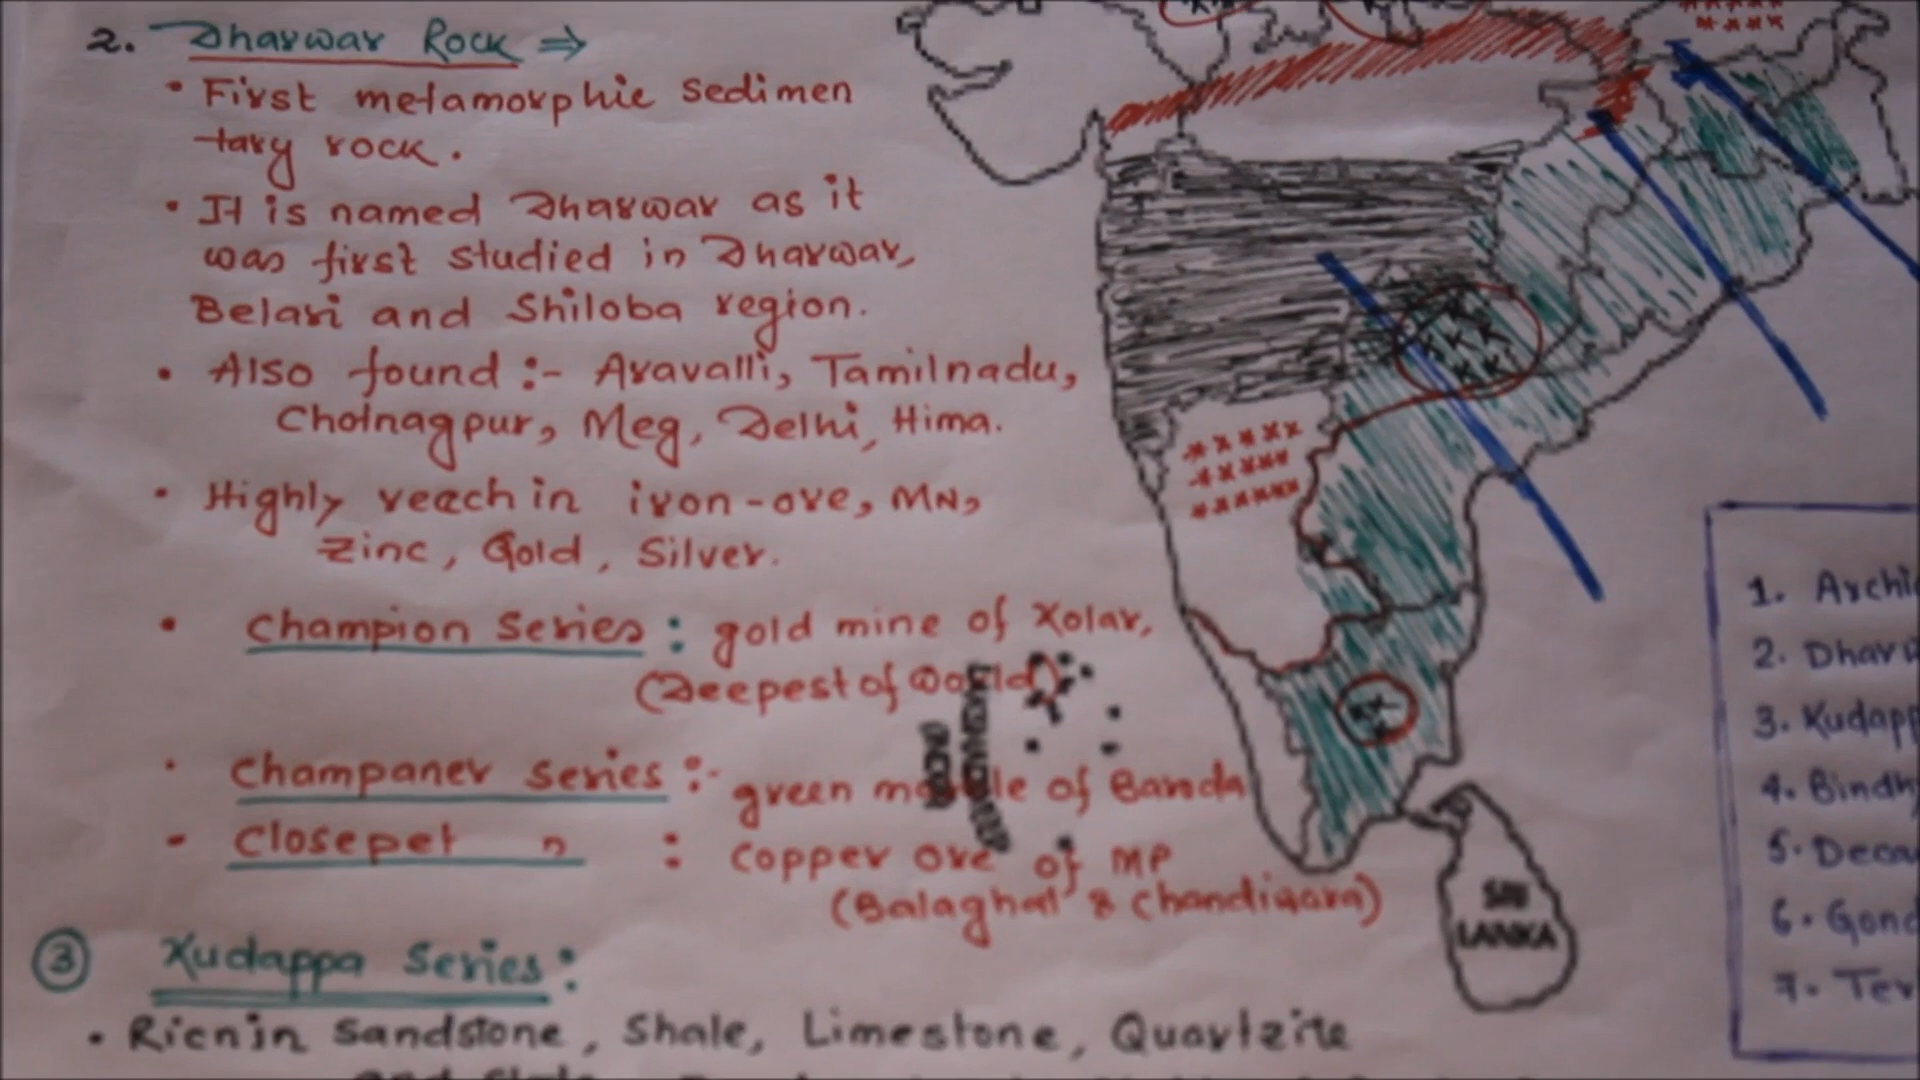 2. Dharwar Rock ⇒
• First metamorphic sedimen
tary rock.
• It is named Dharwar as it
was first studied in Dharwar,
Belari and Shiloba region.
• Also found :- Aravalli, Tamilnadu,
Chotnagpur, Meg, Delhi, Hima.
• Highly reach in iron-ore, MN,
Zinc, Gold, Silver.
• Champion Series : gold mine of Kolar,
(Deepest of World)
• Champaner Series :- green marble of Baroda
- Closepet " : Copper Ore of MP
(Balaghat & Chandigara)
③ Kudappa Series :
• Rich in Sandstone, Shale, Limestone, Quartzite
SRI
LANKA
1. Archi
2. Dharw
3. Kudapp
4. Bindhy
5. Decca
6. Gond
7. Ter